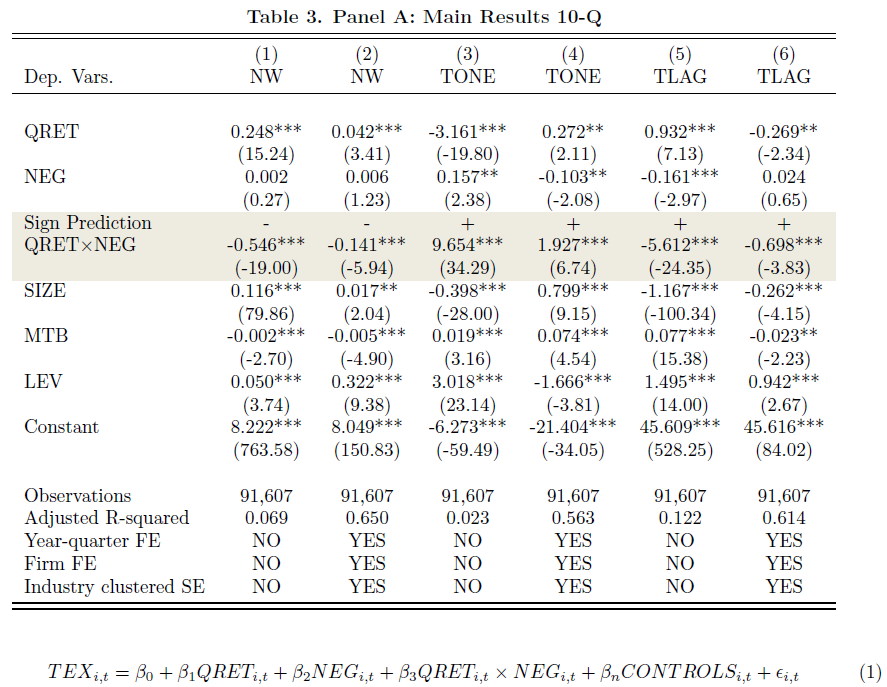 Table 3. Panel A: Main Results 10-Q
(1) (2) (3) (4) (5) (6)
Dep. Vars. NW NW TONE TONE TLAG TLAG
QRET 0.248*** 0.042*** -3.161*** 0.272** 0.932*** -0.269**
(15.24) (3.41) (-19.80) (2.11) (7.13) (-2.34)
NEG 0.002 0.006 0.157** -0.103** -0.161*** 0.024
(0.27) (1.23) (2.38) (-2.08) (-2.97) (0.65)
Sign Prediction - - + + + +
QRET×NEG -0.546*** -0.141*** 9.654*** 1.927*** -5.612*** -0.698***
(-19.00) (-5.94) (34.29) (6.74) (-24.35) (-3.83)
SIZE 0.116*** 0.017** -0.398*** 0.799*** -1.167*** -0.262***
(79.86) (2.04) (-28.00) (9.15) (-100.34) (-4.15)
MTB -0.002*** -0.005*** 0.019*** 0.074*** 0.077*** -0.023**
(-2.70) (-4.90) (3.16) (4.54) (15.38) (-2.23)
LEV 0.050*** 0.322*** 3.018*** -1.666*** 1.495*** 0.942***
(3.74) (9.38) (23.14) (-3.81) (14.00) (2.67)
Constant 8.222*** 8.049*** -6.273*** -21.404*** 45.609*** 45.616***
(763.58) (150.83) (-59.49) (-34.05) (528.25) (84.02)
Observations 91,607 91,607 91,607 91,607 91,607 91,607
Adjusted R-squared 0.069 0.650 0.023 0.563 0.122 0.614
Year-quarter FE NO YES NO YES NO YES
Firm FE NO YES NO YES NO YES
Industry clustered SE NO YES NO YES NO YES
TEX_{i,t} = β_0 + β_1QRET_{i,t} + β_2NEG_{i,t} + β_3QRET_{i,t} × NEG_{i,t} + β_nCONTROLS_{i,t} + ϵ_{i,t} (1)